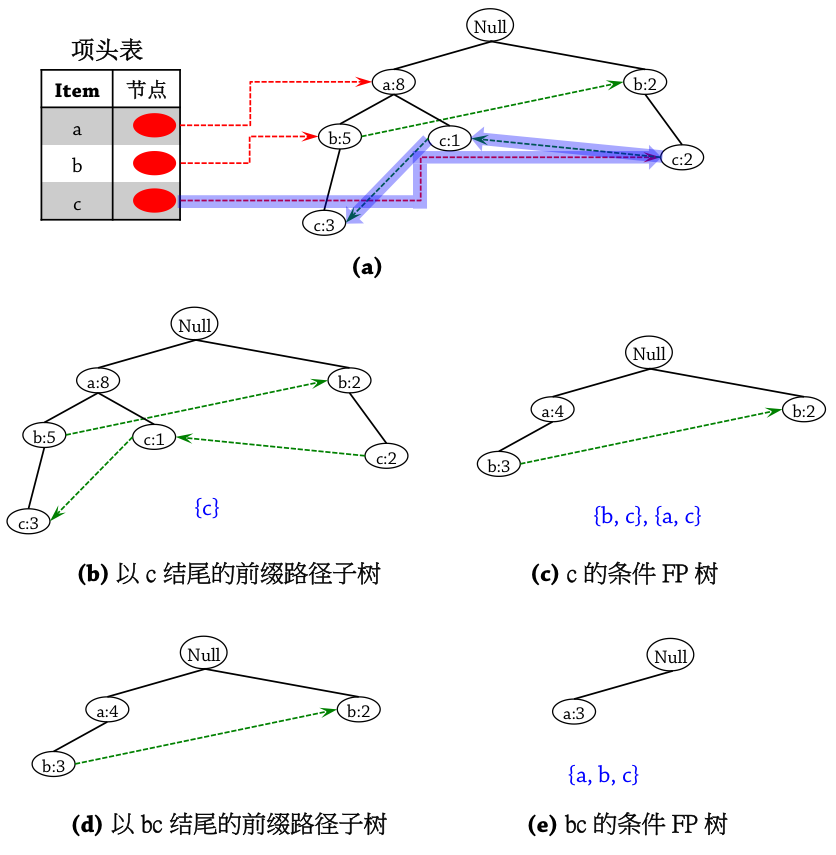 项头表
Item 节点
a
b
c
Null
a:8 b:2
b:5 c:1 c:2
c:3
(a)
Null
a:8 b:2
b:5 c:1 c:2
c:3
{c}
(b) 以 c 结尾的前缀路径子树
Null
a:4 b:2
b:3
{b, c}, {a, c}
(c) c 的条件 FP 树
Null
a:4 b:2
b:3
(d) 以 bc 结尾的前缀路径子树
Null
a:3
{a, b, c}
(e) bc 的条件 FP 树